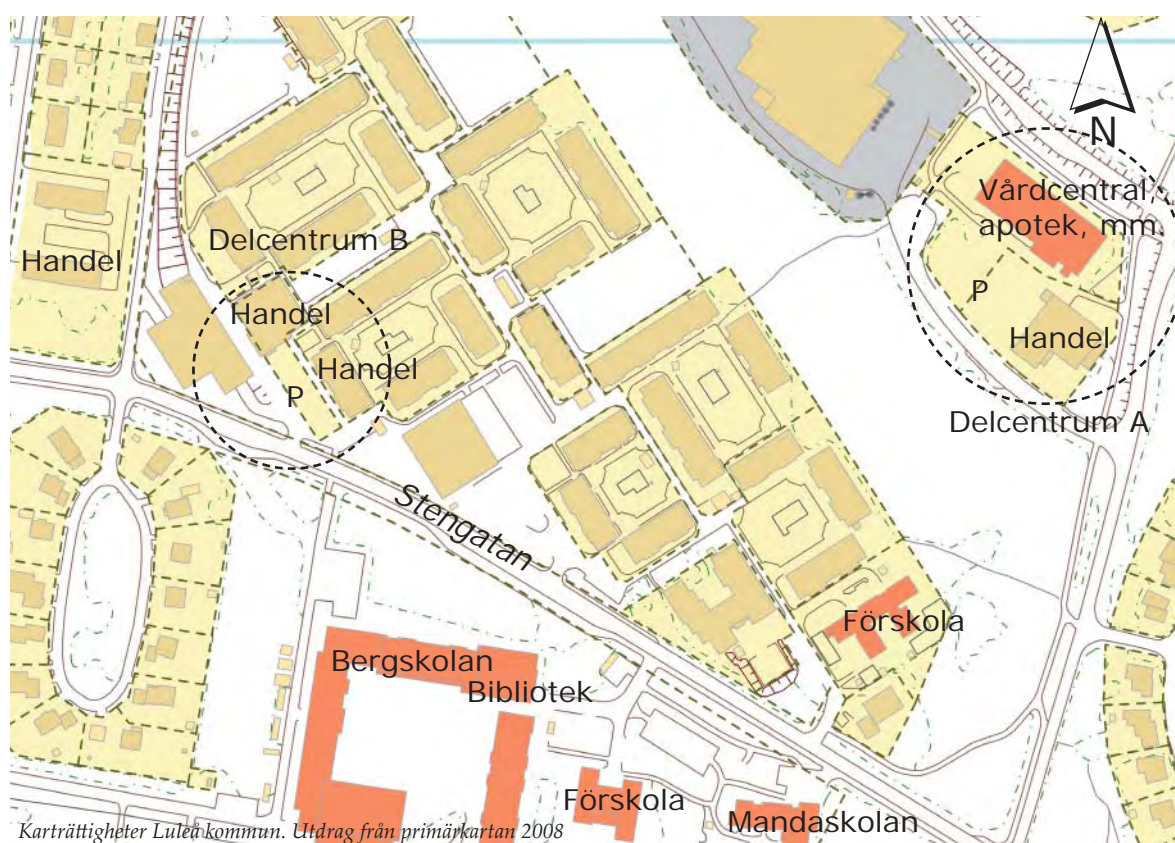 N
Vårdcentral,
apotek, mm.
Delcentrum B
Handel
P
Handel
Handel
Handel
P
Delcentrum A
Stengatan
Förskola
Bergskolan
Bibliotek
Förskola
Mandaskolan
Karträttigheter Luleå kommun. Utdrag från primärkartan 2008